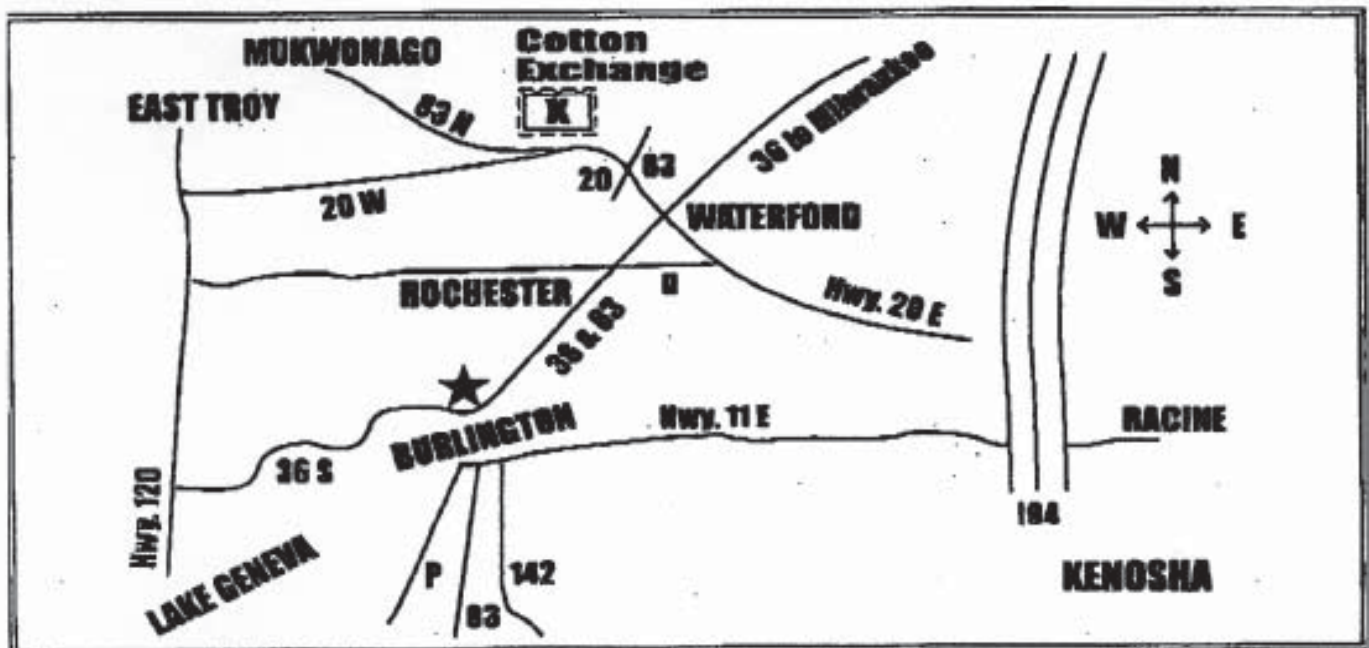 MUKWONAGO
Cotton
Exchange
X
EAST TROY
83 N
36 to Milwaukee
20
83
20 W
WATERFORD
N
W
E
S
ROCHESTER
D
Hwy. 20 E
36 & 83
BURLINGTON
Hwy. 11 E
RACINE
36 S
Hwy. 120
I94
LAKE GENEVA
P
142
83
KENOSHA